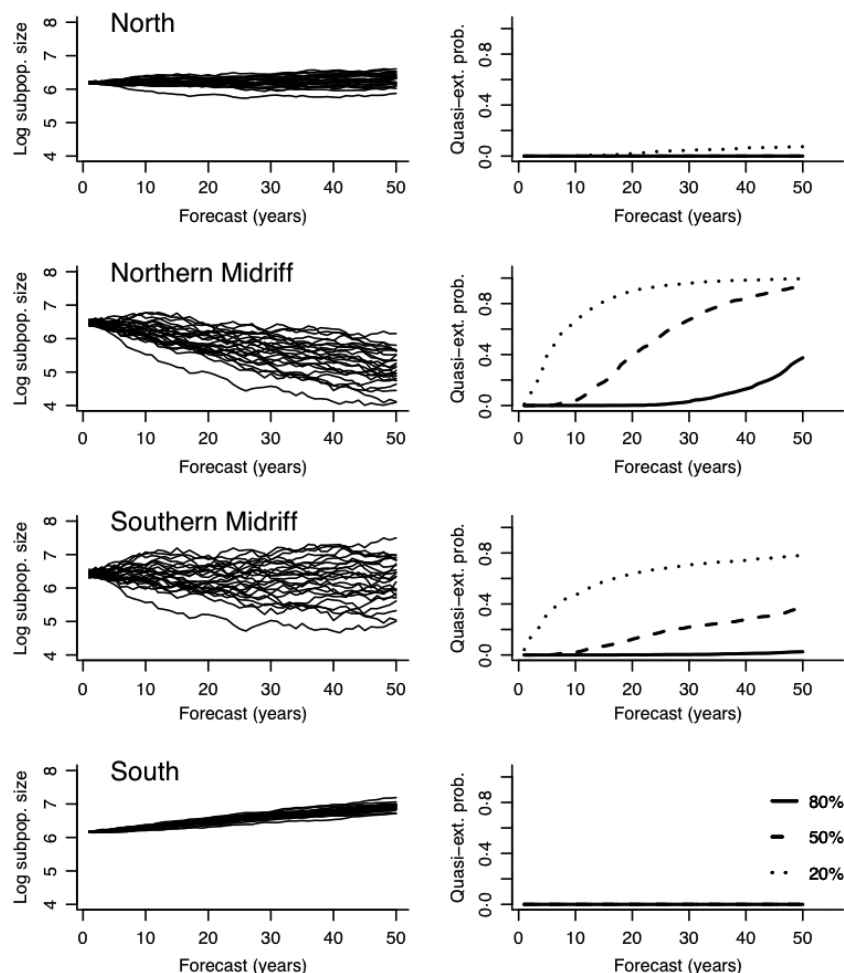 North
Log subpop. size
8
7
6
5
4
0 10 20 30 40 50
Forecast (years)
Quasi–ext. prob.
0·8
0·4
0·0
0 10 20 30 40 50
Forecast (years)
Northern Midriff
Log subpop. size
8
7
6
5
4
0 10 20 30 40 50
Forecast (years)
Quasi–ext. prob.
0·8
0·4
0·0
0 10 20 30 40 50
Forecast (years)
Southern Midriff
Log subpop. size
8
7
6
5
4
0 10 20 30 40 50
Forecast (years)
Quasi–ext. prob.
0·8
0·4
0·0
0 10 20 30 40 50
Forecast (years)
South
Log subpop. size
8
7
6
5
4
0 10 20 30 40 50
Forecast (years)
Quasi–ext. prob.
0·8
0·4
0·0
0 10 20 30 40 50
Forecast (years)
80%
50%
20%